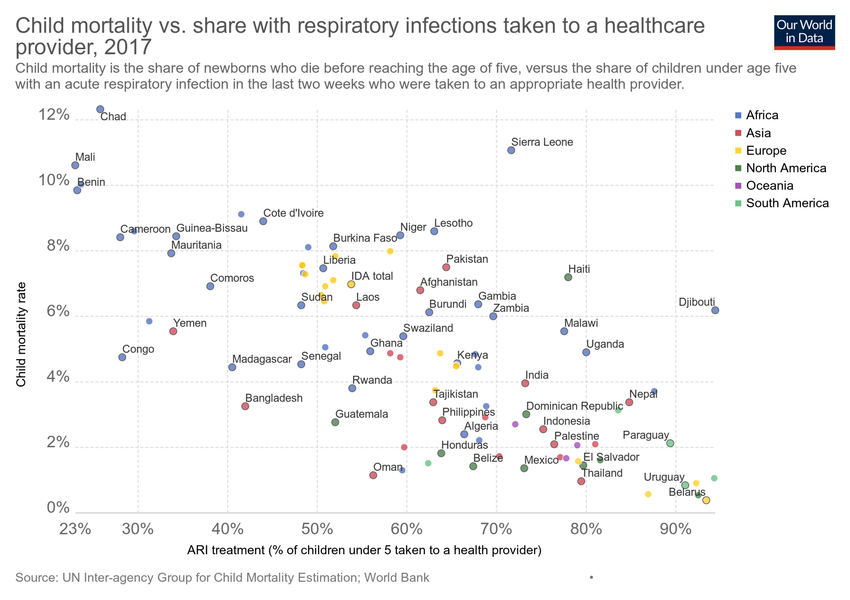 Child mortality vs. share with respiratory infections taken to a healthcare
provider, 2017
Our World
in Data
Child mortality is the share of newborns who die before reaching the age of five, versus the share of children under age five
with an acute respiratory infection in the last two weeks who were taken to an appropriate health provider.
12%
Chad
Africa
Asia
Europe
North America
Oceania
South America
Sierra Leone
Mali
10%
Benin
Cote d'Ivoire
Cameroon
Guinea-Bissau
Niger
Lesotho
Mauritania
Burkina Faso
8%
Liberia
Pakistan
Comoros
IDA total
Afghanistan
Haiti
Sudan
Laos
Gambia
Djibouti
6%
Burundi
Zambia
Yemen
Swaziland
Malawi
Congo
Ghana
Uganda
Madagascar
Senegal
Kenya
4%
Rwanda
India
Bangladesh
Tajikistan
Nepal
Guatemala
Philippines
Dominican Republic
Algeria
Indonesia
2%
Honduras
Palestine
Paraguay
Oman
Belize
Mexico
El Salvador
Thailand
Uruguay
Belarus
0%
23%
30%
40%
50%
60%
70%
80%
90%
Child mortality rate
ARI treatment (% of children under 5 taken to a health provider)
Source: UN Inter-agency Group for Child Mortality Estimation; World Bank